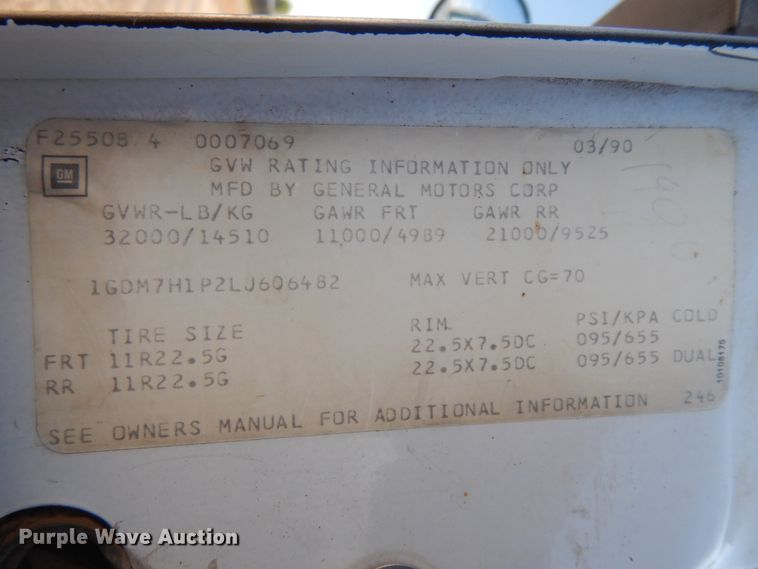 F25508 4 0007069 03/90
GM
GVW RATING INFORMATION ONLY
MFD BY GENERAL MOTORS CORP
GVWR-LB/KG GAWR FRT GAWR RR
32000/14510 11000/4989 21000/9525
1GDM7H1P2LJ606482 MAX VERT CG=70
TIRE SIZE RIM PSI/KPA COLD
FRT 11R22.5G 22.5X7.5DC 095/655
RR 11R22.5G 22.5X7.5DC 095/655 DUAL
SEE OWNERS MANUAL FOR ADDITIONAL INFORMATION 246
Purple Wave Auction